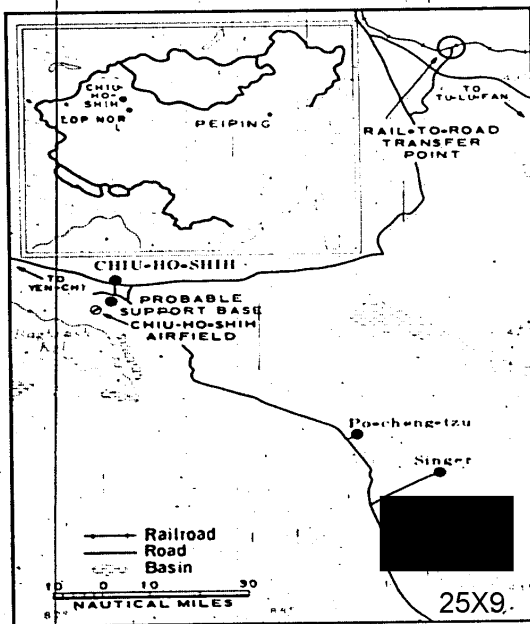 CHIU-
HO-
SHIH
LOP NOR
PEIPING
TO
TU-LU-FAN
RAIL-TO-ROAD
TRANSFER
POINT
CHIU-HO-SHIH
TO
YEN-CHI
PROBABLE
SUPPORT BASE
CHIU-HO-SHIH
AIRFIELD
Po-cheng-tzu
Singer
Railroad
Road
Basin
10 0 10 30
NAUTICAL MILES
25X9